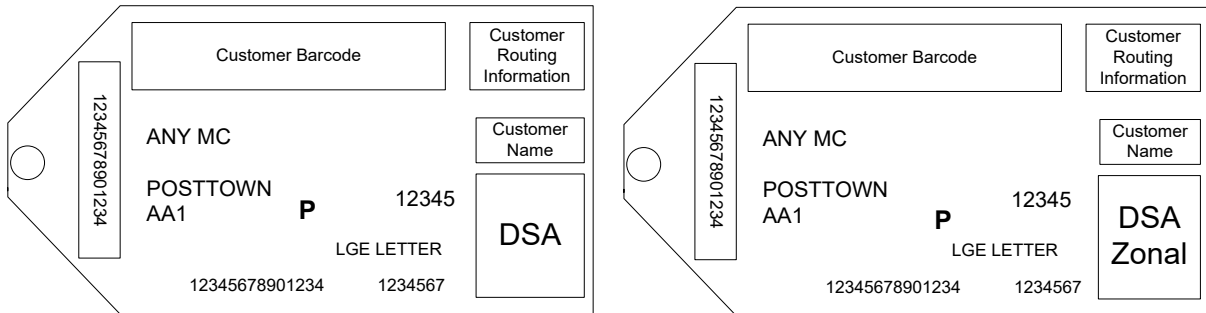 Customer Barcode
Customer
Routing
Information
12345678901234
ANY MC
Customer
Name
POSTTOWN
AA1
P
12345
DSA
LGE LETTER
12345678901234 1234567
Customer Barcode
Customer
Routing
Information
12345678901234
ANY MC
Customer
Name
POSTTOWN
AA1
P
12345
DSA
Zonal
LGE LETTER
12345678901234 1234567